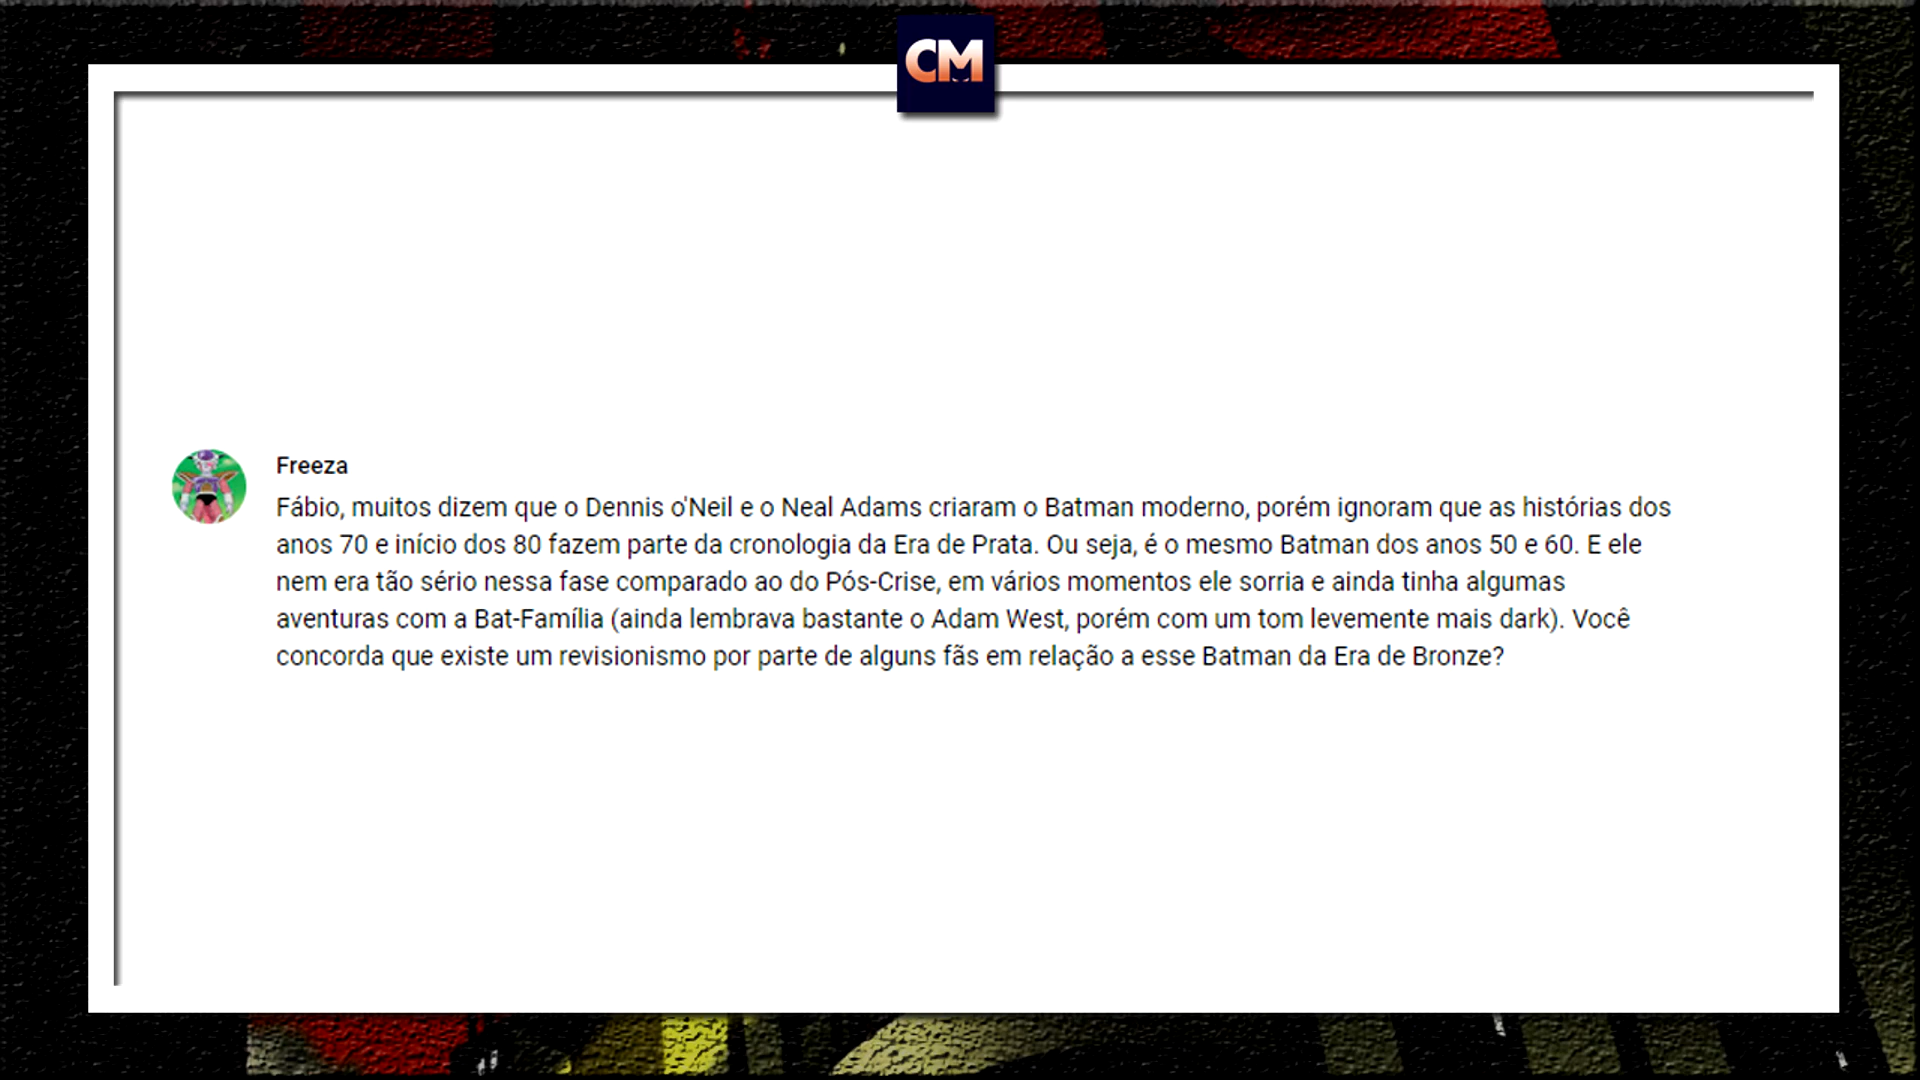 CM
Freeza
Fábio, muitos dizem que o Dennis o'Neil e o Neal Adams criaram o Batman moderno, porém ignoram que as histórias dos
anos 70 e início dos 80 fazem parte da cronologia da Era de Prata. Ou seja, é o mesmo Batman dos anos 50 e 60. E ele
nem era tão sério nessa fase comparado ao do Pós-Crise, em vários momentos ele sorria e ainda tinha algumas
aventuras com a Bat-Família (ainda lembrava bastante o Adam West, porém com um tom levemente mais dark). Você
concorda que existe um revisionismo por parte de alguns fãs em relação a esse Batman da Era de Bronze?